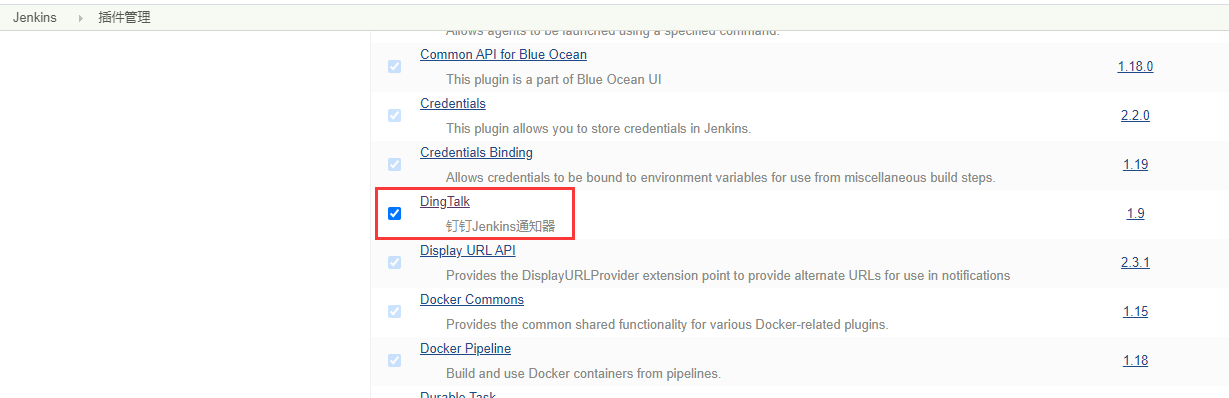 Jenkins 插件管理
Allows agents to be launched using a specified command.
Common API for Blue Ocean
This plugin is a part of Blue Ocean UI
1.18.0
Credentials
This plugin allows you to store credentials in Jenkins.
2.2.0
Credentials Binding
Allows credentials to be bound to environment variables for use from miscellaneous build steps.
1.19
DingTalk
钉钉Jenkins通知器
1.9
Display URL API
Provides the DisplayURLProvider extension point to provide alternate URLs for use in notifications
2.3.1
Docker Commons
Provides the common shared functionality for various Docker-related plugins.
1.15
Docker Pipeline
Build and use Docker containers from pipelines.
1.18
Durable Task